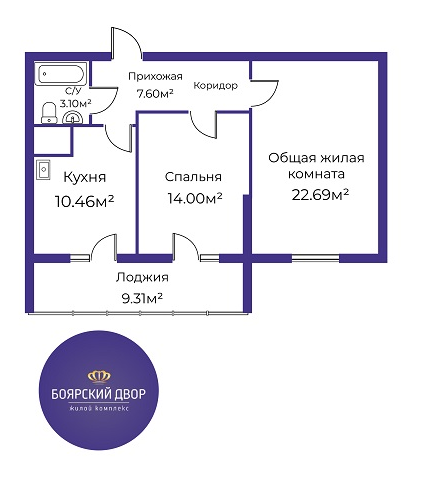 Прихожая
7.60м²
Коридор
С/У
3.10м²
Общая жилая
комната
22.69м²
Кухня
10.46м²
Спальня
14.00м²
Лоджия
9.31м²
БОЯРСКИЙ ДВОР
жилой комплекс